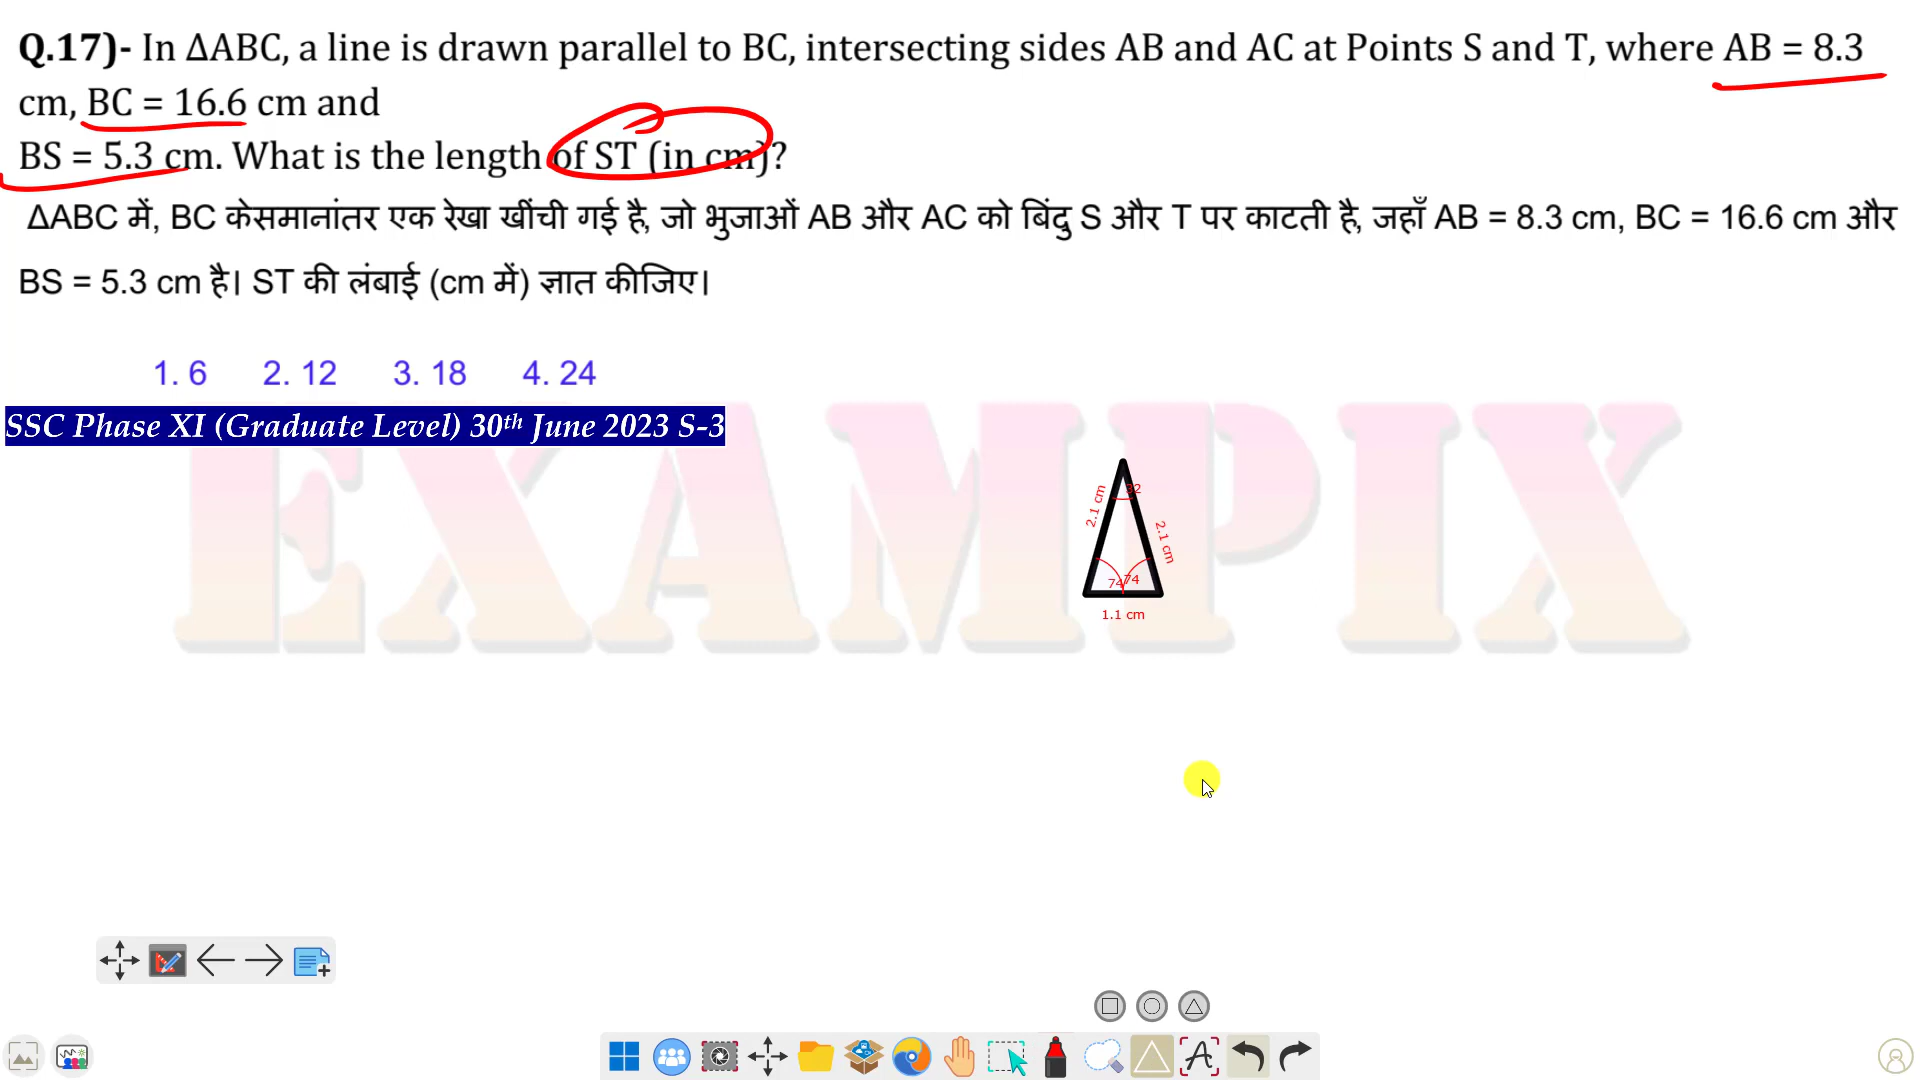 Q.17)- In ΔABC, a line is drawn parallel to BC, intersecting sides AB and AC at Points S and T, where AB = 8.3
cm, BC = 16.6 cm and
BS = 5.3 cm. What is the length of ST (in cm)?
ΔABC में, BC केसमानांतर एक रेखा खींची गई है, जो भुजाओं AB और AC को बिंदु S और T पर काटती है, जहाँ AB = 8.3 cm, BC = 16.6 cm और
BS = 5.3 cm है। ST की लंबाई (cm में) ज्ञात कीजिए।
1. 6 2. 12 3. 18 4. 24
SSC Phase XI (Graduate Level) 30th June 2023 S-3
EXAMPIX
32
2.1 cm
2.1 cm
74 74
1.1 cm